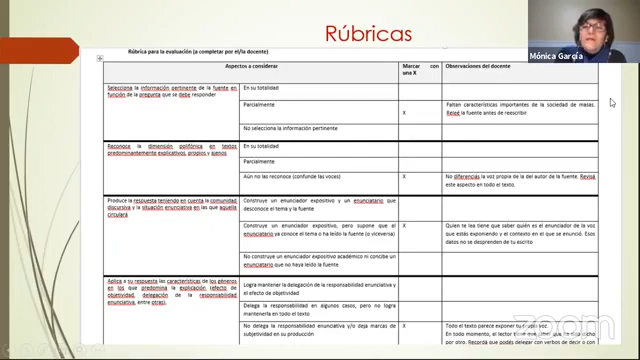 Rúbricas
Mónica García
Rúbrica para la evaluación (a completar por el/la docente)
Aspectos a considerar
Marcar con
una X
Observaciones del docente
Selecciona la información pertinente de la fuente en
función de la pregunta que se debe responder
En su totalidad
Parcialmente
X
Faltan características importantes de la sociedad de masas.
Releé la fuente antes de reescribir
No selecciona la información pertinente
Reconoce la dimensión polifónica en textos
predominantemente explicativos, propios y ajenos
En su totalidad
Parcialmente
Aún no las reconoce (confunde las voces)
X
No diferenciás la voz propia de la del autor de la fuente. Revisá
este aspecto en todo el texto.
Produce la respuesta teniendo en cuenta la comunidad
discursiva y la situación enunciativa en las que aquella
circulará
Construye un enunciador expositivo y un enunciatario que
desconoce el tema y la fuente
Construye un enunciador expositivo, pero supone que el
enunciatario ya conoce el tema o ha leído la fuente (o viceversa)
X
Quien te lea tiene que saber quién es el enunciador de la
voz que estás exponiendo y el contexto en el que se enunció. Esos
datos no se desprenden de tu escrito
No construye un enunciador expositivo académico ni concibe un
enunciatario que no haya leído la fuente
Aplica a su respuesta las características de los géneros
en los que predomina la explicación (efecto de
objetividad, delegación de la responsabilidad
enunciativa, entre otras).
Logra mantener la delegación de la responsabilidad enunciativa y
el efecto de objetividad
Delega la responsabilidad en algunos casos, pero no logra
mantenerla en todo el texto
No delega la responsabilidad enunciativa y/o deja marcas de
subjetividad en su producción
X
Todo el texto parece exponer tu propia voz.
En todo momento, el lector tiene que
por otro. Recordá que podés delegar con verbos de decir o con
zoom